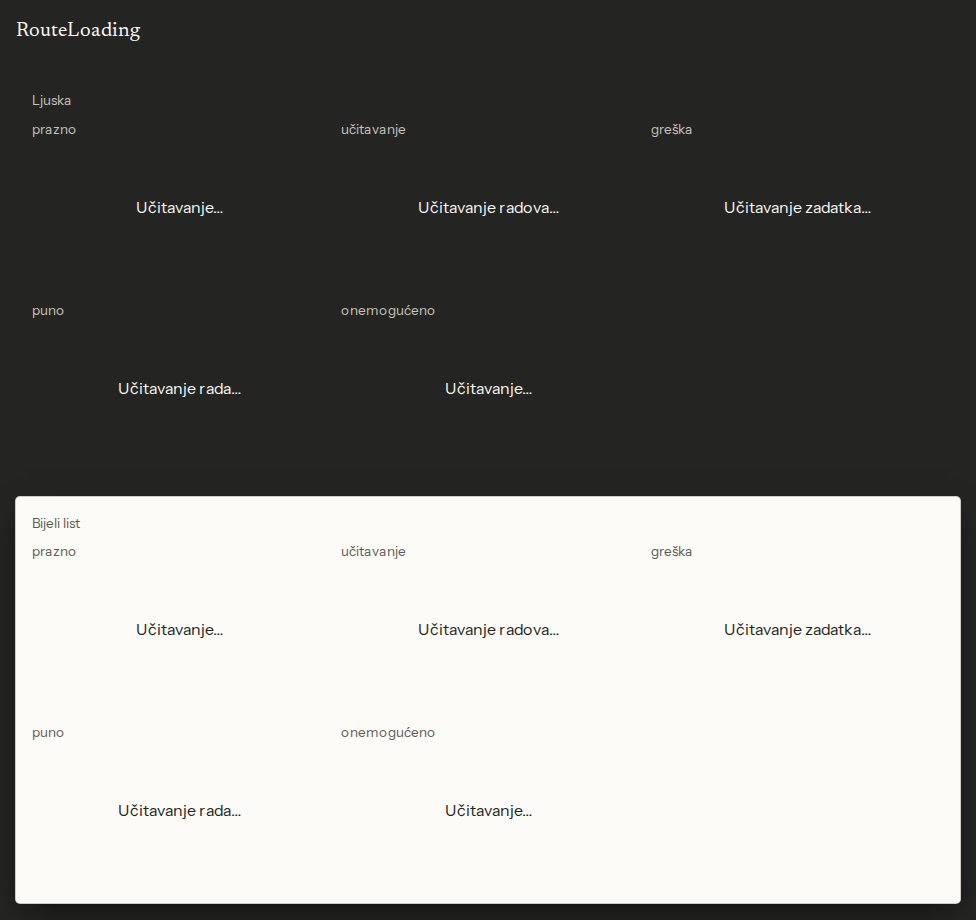 RouteLoading
Ljuska
prazno učitavanje greška
Učitavanje... Učitavanje radova... Učitavanje zadatka...
puno onemogućeno
Učitavanje rada... Učitavanje...
Bijeli list
prazno učitavanje greška
Učitavanje... Učitavanje radova... Učitavanje zadatka...
puno onemogućeno
Učitavanje rada... Učitavanje...